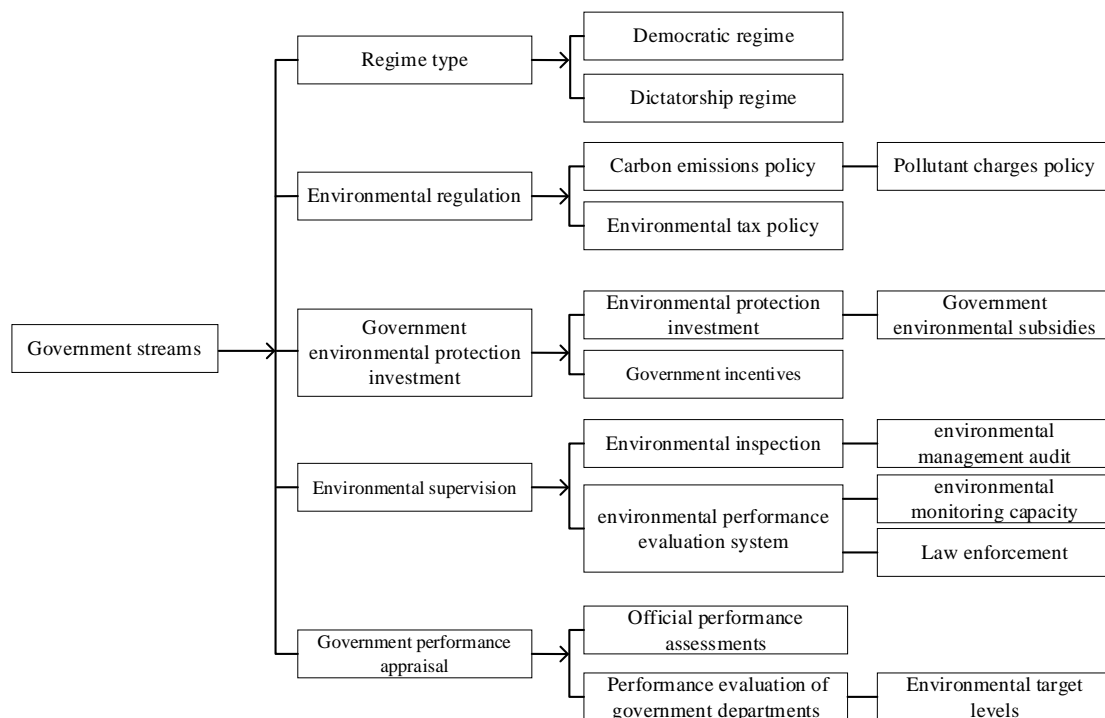 Government streams
Regime type
Democratic regime
Dictatorship regime
Environmental regulation
Carbon emissions policy
Pollutant charges policy
Environmental tax policy
Government
environmental protection
investment
Environmental protection
investment
Government
environmental subsidies
Government incentives
Environmental supervision
Environmental inspection
environmental
management audit
environmental performance
evaluation system
environmental
monitoring capacity
Law enforcement
Government performance
appraisal
Official performance
assessments
Performance evaluation of
government departments
Environmental target
levels